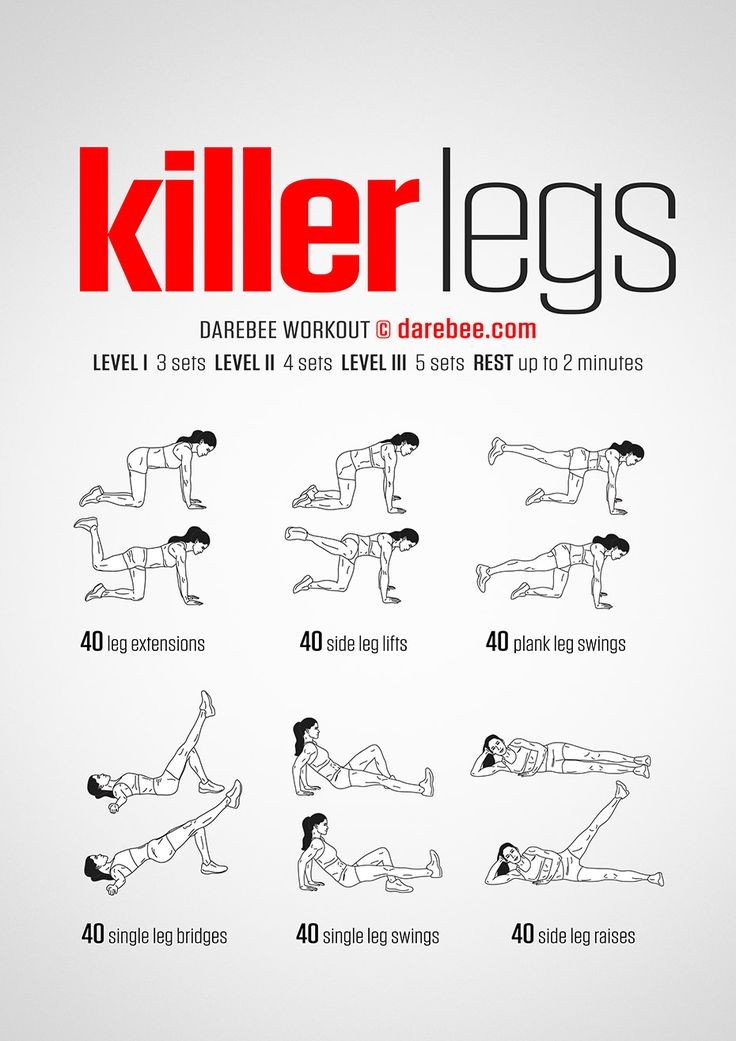 killer legs
DAREBEE WORKOUT © darebee.com
LEVEL I 3 sets LEVEL II 4 sets LEVEL III 5 sets REST up to 2 minutes
40 leg extensions
40 side leg lifts
40 plank leg swings
40 single leg bridges
40 single leg swings
40 side leg raises